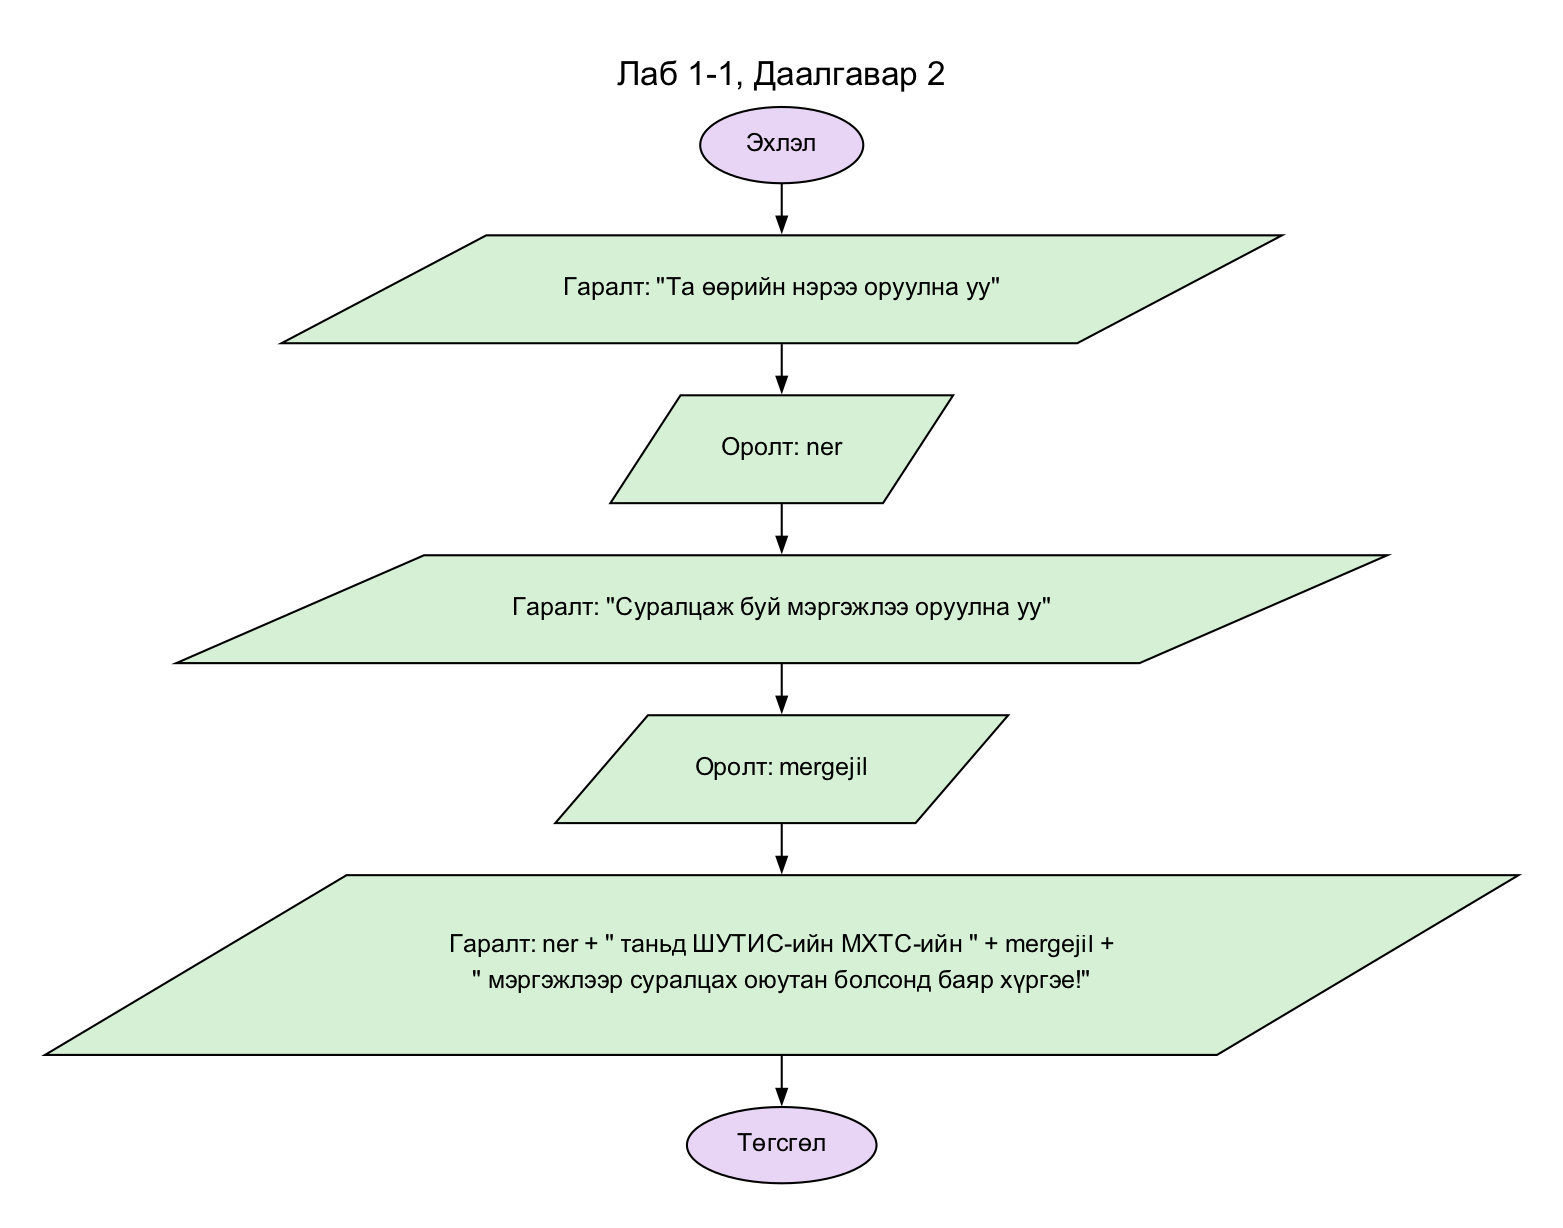 Лаб 1-1, Даалгавар 2
Эхлэл
Гаралт: "Та өөрийн нэрээ оруулна уу"
Оролт: ner
Гаралт: "Суралцаж буй мэргэжлээ оруулна уу"
Оролт: mergejil
Гаралт: ner + " таньд ШУТИС-ийн МХТС-ийн " + mergejil +
" мэргэжлээр суралцах оюутан болсонд баяр хүргэе!"
Төгсгөл